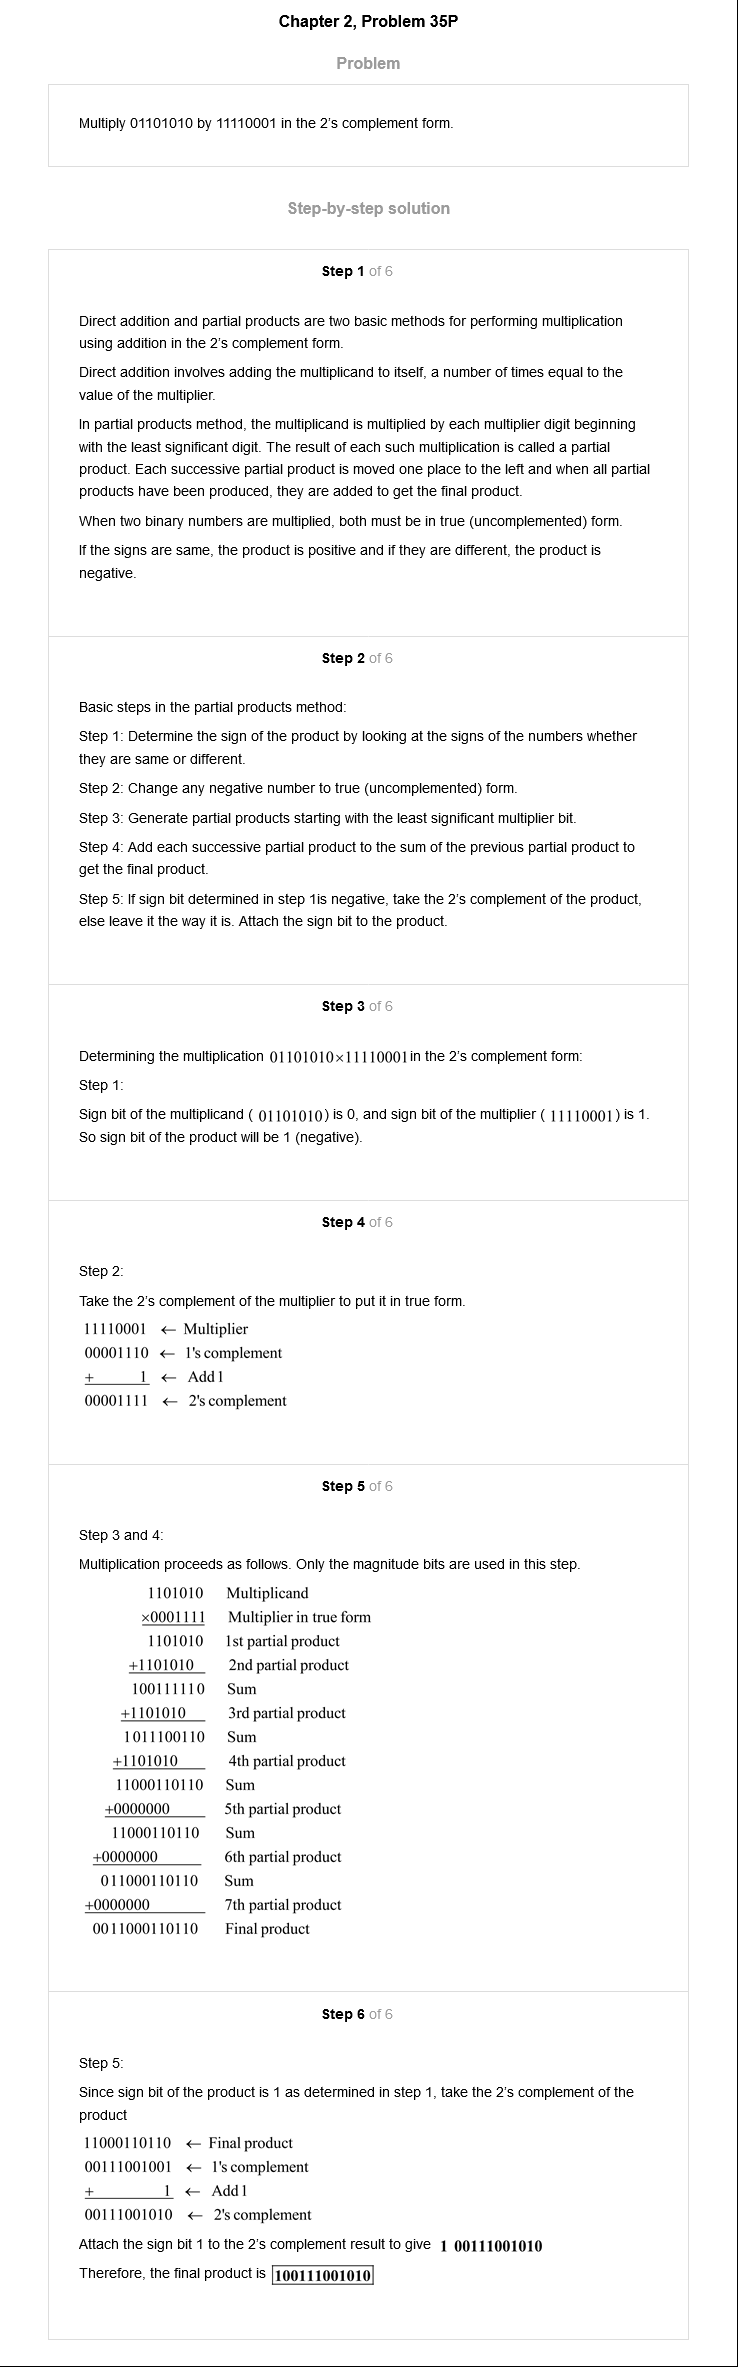 Chapter 2, Problem 35P
Problem
Multiply 01101010 by 11110001 in the 2's complement form.
Step-by-step solution
Step 1 of 6
Direct addition and partial products are two basic methods for performing multiplication
using addition in the 2's complement form.
Direct addition involves adding the multiplicand to itself, a number of times equal to the
value of the multiplier.
In partial products method, the multiplicand is multiplied by each multiplier digit beginning
with the least significant digit. The result of each such multiplication is called a partial
product. Each successive partial product is moved one place to the left and when all partial
products have been produced, they are added to get the final product.
When two binary numbers are multiplied, both must be in true (uncomplemented) form.
If the signs are same, the product is positive and if they are different, the product is
negative.
Step 2 of 6
Basic steps in the partial products method:
Step 1: Determine the sign of the product by looking at the signs of the numbers whether
they are same or different.
Step 2: Change any negative number to true (uncomplemented) form.
Step 3: Generate partial products starting with the least significant multiplier bit.
Step 4: Add each successive partial product to the sum of the previous partial product to
get the final product.
Step 5: If sign bit determined in step 1is negative, take the 2's complement of the product,
else leave it the way it is. Attach the sign bit to the product.
Step 3 of 6
Determining the multiplication 01101010×11110001 in the 2's complement form:
Step 1:
Sign bit of the multiplicand ( 01101010) is 0, and sign bit of the multiplier ( 11110001) is 1.
So sign bit of the product will be 1 (negative).
Step 4 of 6
Step 2:
Take the 2's complement of the multiplier to put it in true form.
11110001 ← Multiplier
00001110 ← 1's complement
+ 1 ← Add 1
00001111 ← 2's complement
Step 5 of 6
Step 3 and 4:
Multiplication proceeds as follows. Only the magnitude bits are used in this step.
1101010 Multiplicand
×0001111 Multiplier in true form
1101010 1st partial product
+1101010 2nd partial product
100111110 Sum
+1101010 3rd partial product
1011100110 Sum
+1101010 4th partial product
11000110110 Sum
+0000000 5th partial product
11000110110 Sum
+0000000 6th partial product
011000110110 Sum
+0000000 7th partial product
0011000110110 Final product
Step 6 of 6
Step 5:
Since sign bit of the product is 1 as determined in step 1, take the 2's complement of the
product
11000110110 ← Final product
00111001001 ← 1's complement
+ 1 ← Add 1
00111001010 ← 2's complement
Attach the sign bit 1 to the 2's complement result to give 1 00111001010
Therefore, the final product is 100111001010